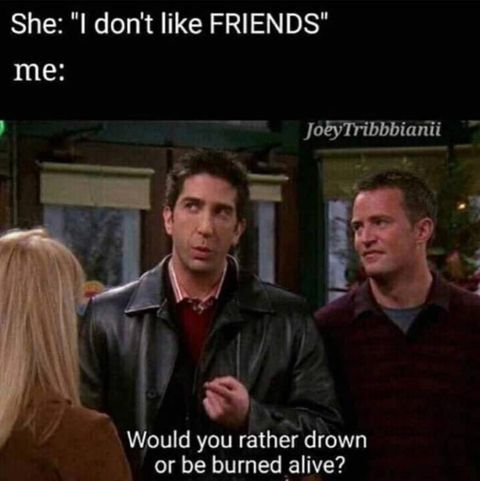 She: "I don't like FRIENDS"
me:
JoeyTribbbianii
Would you rather drown
or be burned alive?